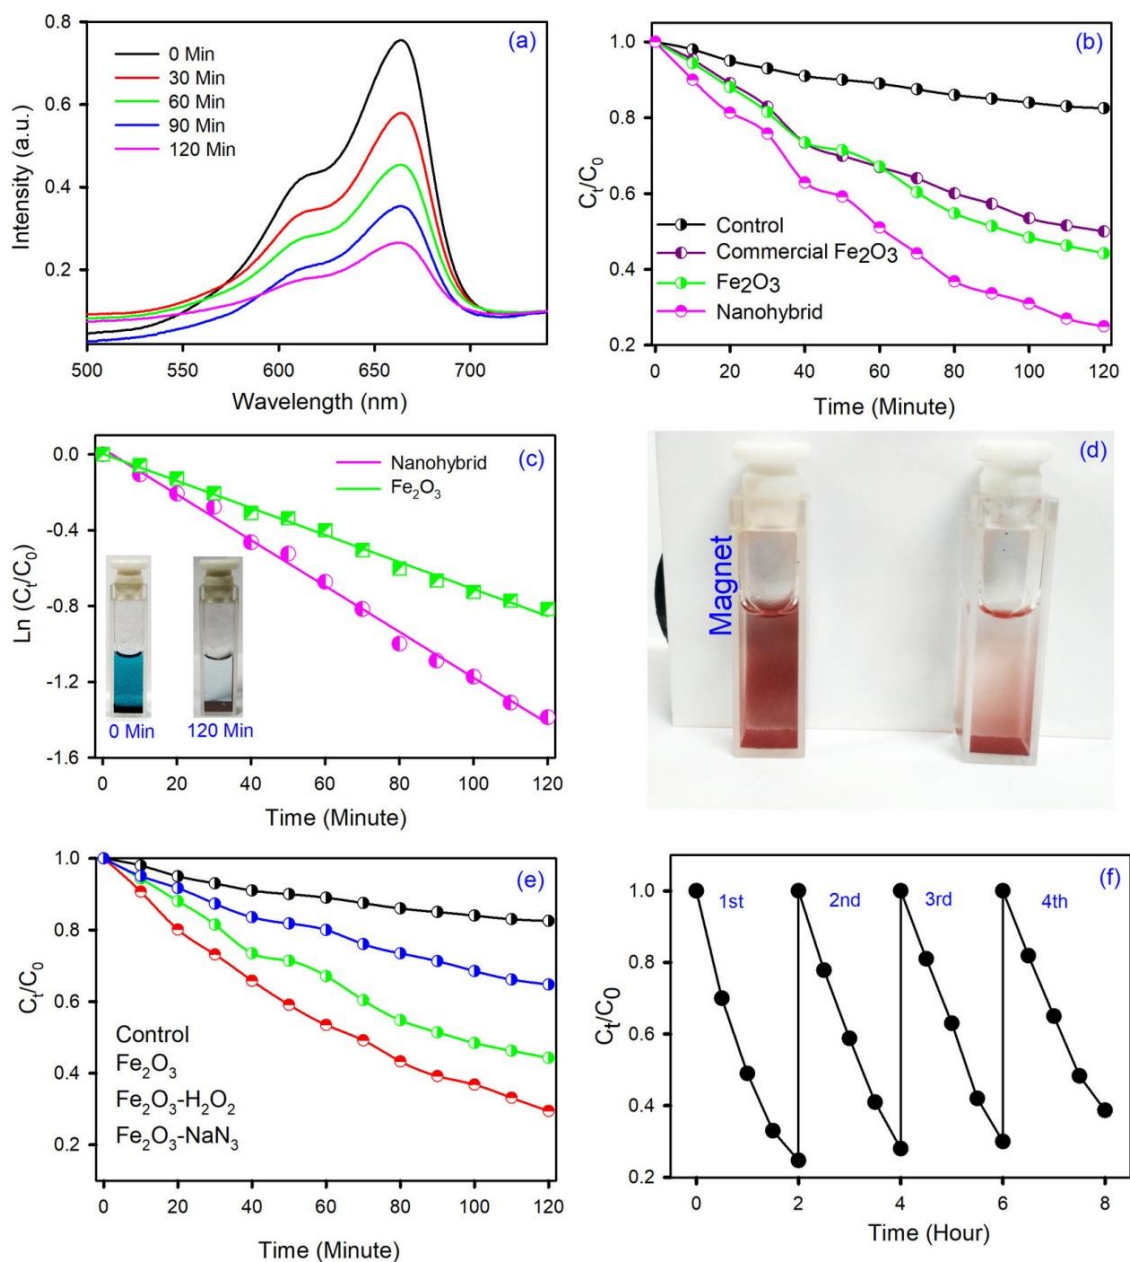 (a)
0.8
0.6
0.4
0.2
Intensity (a.u.)
0 Min
30 Min
60 Min
90 Min
120 Min
500 550 600 650 700
Wavelength (nm)
(b)
1.0
0.8
0.6
0.4
0.2
Cₜ/C₀
Control
Commercial Fe₂O₃
Fe₂O₃
Nanohybrid
0 20 40 60 80 100 120
Time (Minute)
(c)
0.0
-0.4
-0.8
-1.2
-1.6
Ln (Cₜ/C₀)
Nanohybrid
Fe₂O₃
0 Min 120 Min
0 20 40 60 80 100 120
Time (Minute)
(d)
Magnet
(e)
1.0
0.8
0.6
0.4
0.2
Cₜ/C₀
Control
Fe₂O₃
Fe₂O₃-H₂O₂
Fe₂O₃-NaN₃
0 20 40 60 80 100 120
Time (Minute)
(f)
1.0
0.8
0.6
0.4
0.2
Cₜ/C₀
1st 2nd 3rd 4th
0 2 4 6 8
Time (Hour)